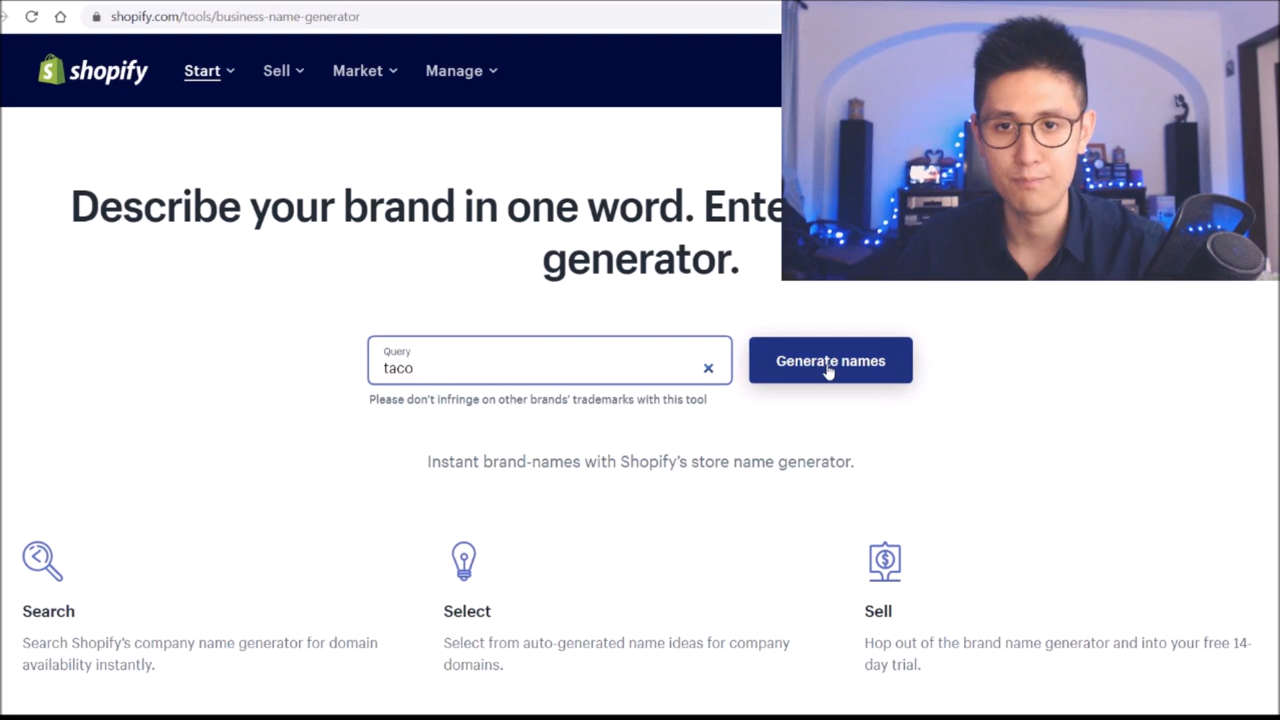 shopify.com/tools/business-name-generator
shopify Start Sell Market Manage
Describe your brand in one word. Ente
generator.
Query
taco
Generate names
Please don't infringe on other brands' trademarks with this tool
Instant brand-names with Shopify's store name generator.
Search
Search Shopify's company name generator for domain
availability instantly.
Select
Select from auto-generated name ideas for company
domains.
Sell
Hop out of the brand name generator and into your free 14-
day trial.